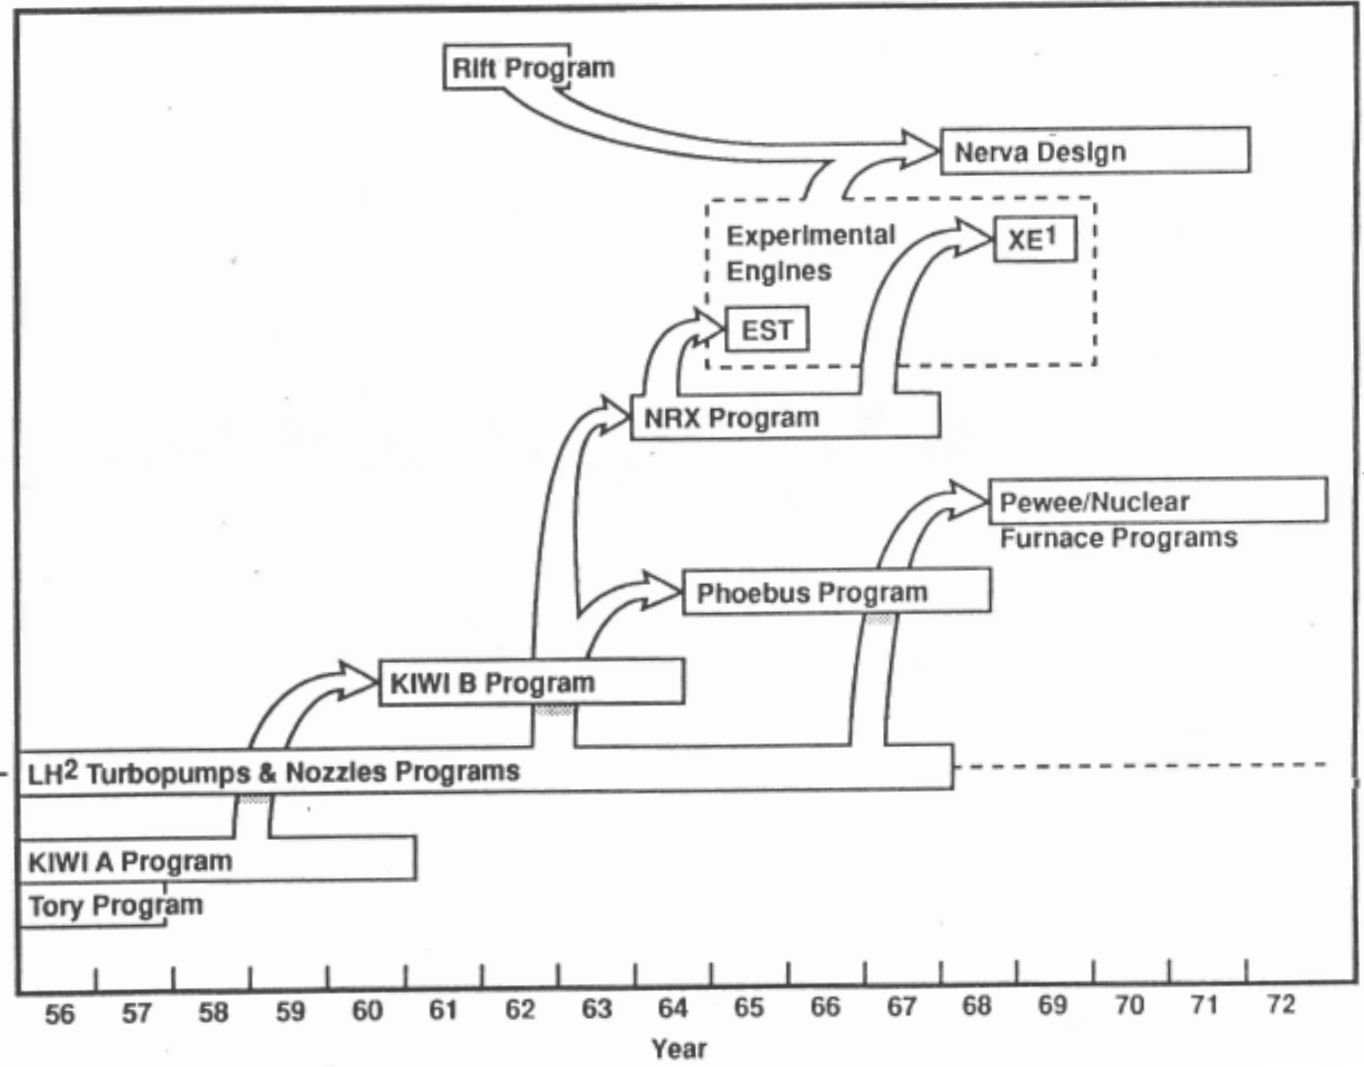 Rift Program
Nerva Design
Experimental
Engines
XE1
EST
NRX Program
Pewee/Nuclear
Furnace Programs
Phoebus Program
KIWI B Program
LH2 Turbopumps & Nozzles Programs
KIWI A Program
Tory Program
56 57 58 59 60 61 62 63 64 65 66 67 68 69 70 71 72
Year